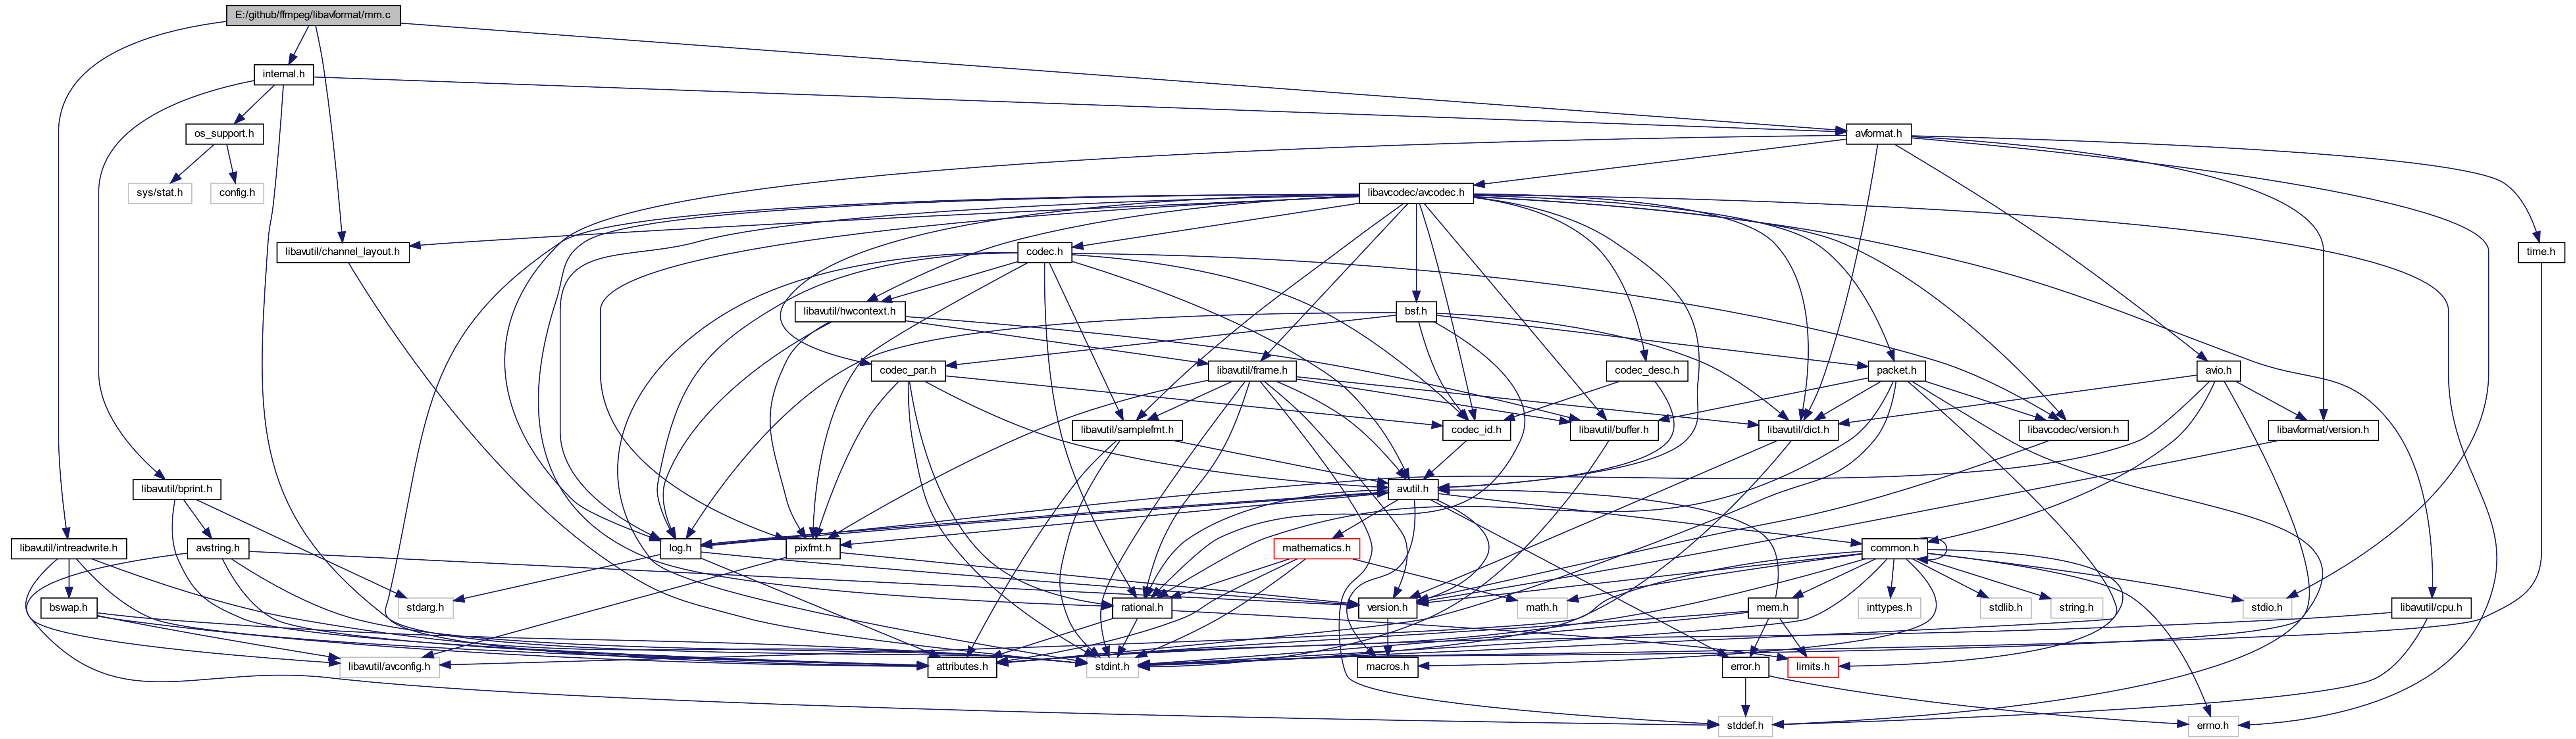 E:/github/ffmpeg/libavformat/mm.c
internal.h
os_support.h
avformat.h
sys/stat.h
config.h
libavcodec/avcodec.h
libavutil/channel_layout.h
codec.h
time.h
libavutil/hwcontext.h
bsf.h
codec_par.h
libavutil/frame.h
codec_desc.h
packet.h
avio.h
libavutil/samplefmt.h
codec_id.h
libavutil/buffer.h
libavutil/dict.h
libavcodec/version.h
libavformat/version.h
libavutil/bprint.h
avutil.h
libavutil/intreadwrite.h
avstring.h
log.h
pixfmt.h
mathematics.h
common.h
bswap.h
stdarg.h
rational.h
version.h
math.h
mem.h
inttypes.h
stdlib.h
string.h
stdio.h
libavutil/cpu.h
libavutil/avconfig.h
attributes.h
stdint.h
macros.h
error.h
limits.h
stddef.h
errno.h